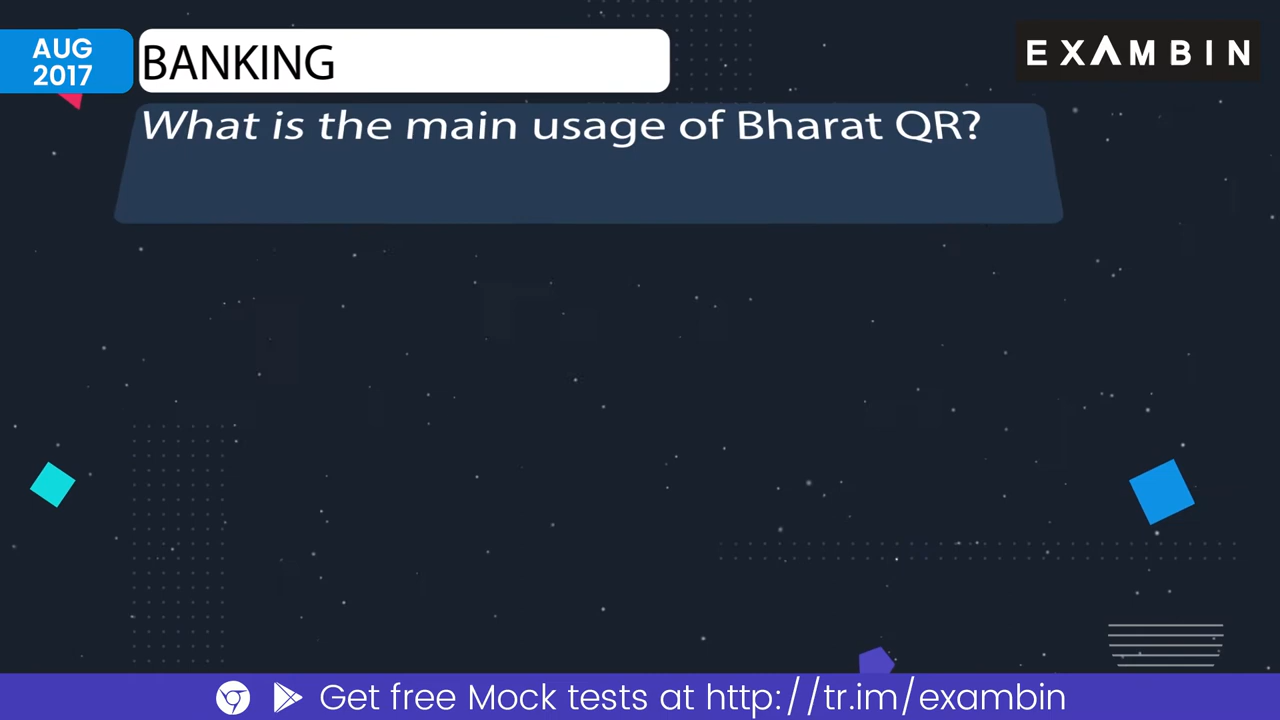 AUG
2017
BANKING
EXAMBIN
What is the main usage of Bharat QR?
Get free Mock tests at http://tr.im/exambin